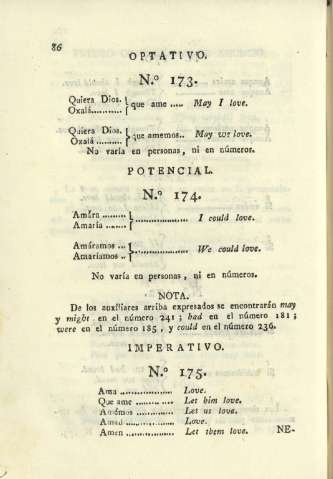 86
OPTATIVO.
N.º 173.
Quiera Dios.
Oxalá........... } que ame ..... May I love.
Quiera Dios.
Oxalá .......... } que amemos.. May we love.
No varía en personas, ni en números.
POTENCIAL.
N.º 174.
Amára .........
Amaría ....... } ..................... I could love.
Amáramos ...
Amaríamos .. } ..................... We could love.
No varía en personas, ni en números.
NOTA.
De los auxîliares arriba expresados se encontrarán may
y might en el número 241; had en el número 181;
were en el número 185, y could en el número 236.
IMPERATIVO.
N.º 175.
Ama .................. Love.
Que ame ............ Let him love.
Amémos ............. Let us love.
Amad ................ Love.
Amen ................ Let them love. NE-